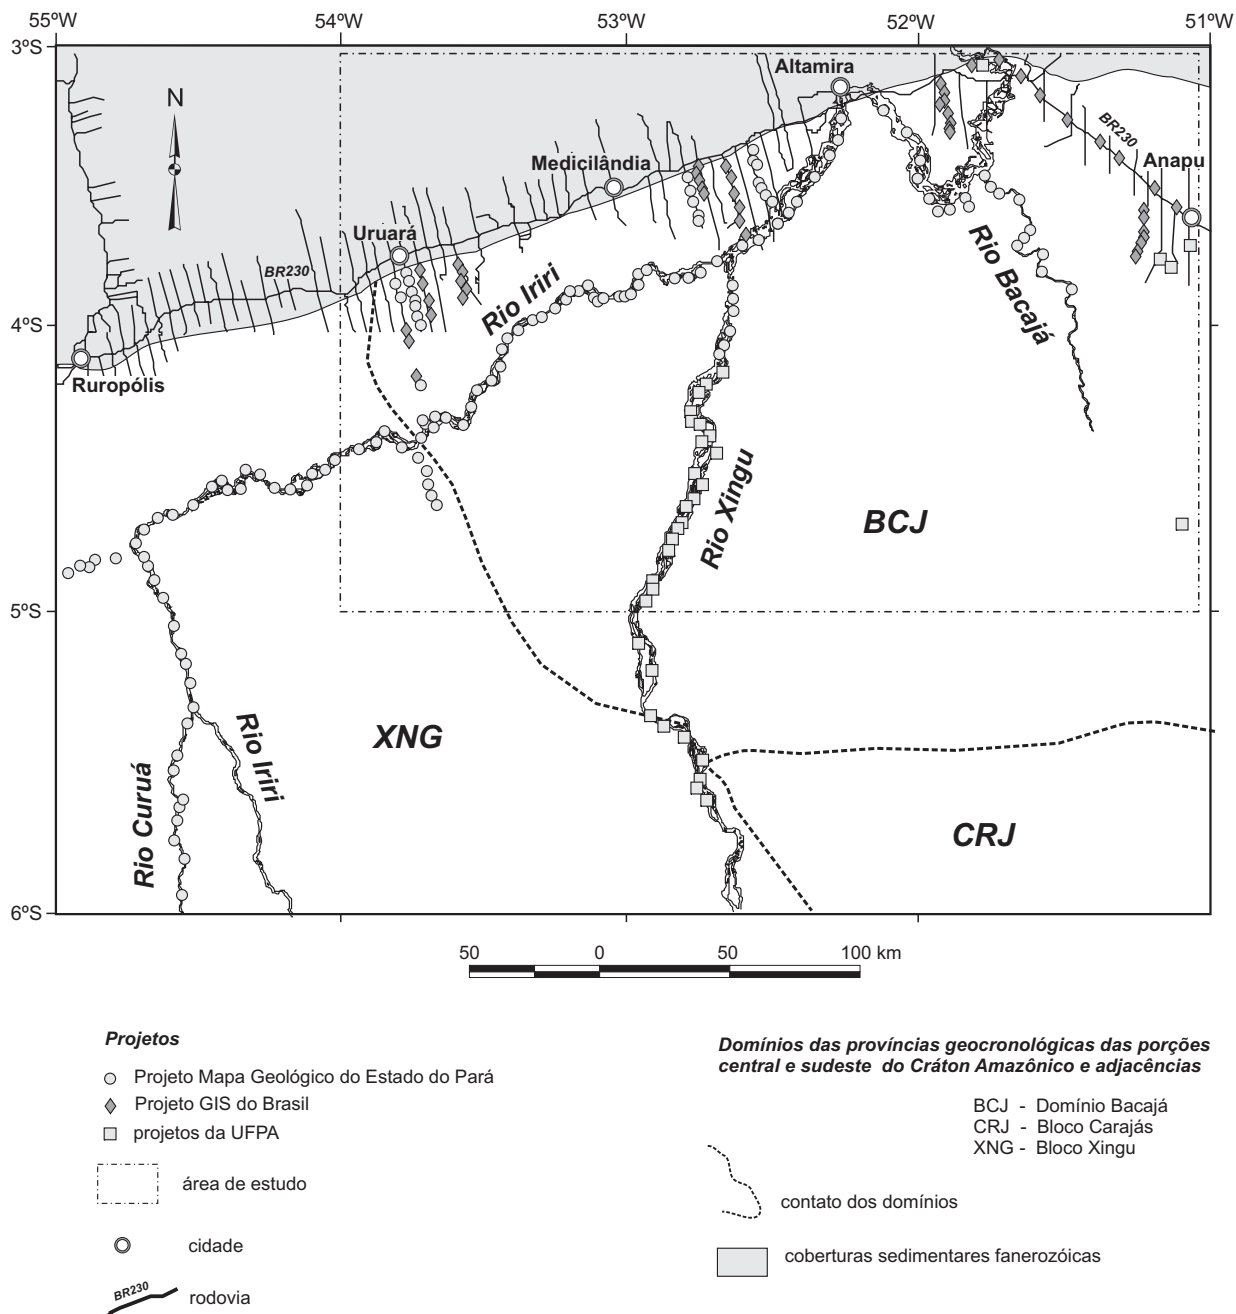 55ºW
54ºW
53ºW
52ºW
51ºW
3ºS
4ºS
5ºS
6ºS
N
Altamira
Medicilândia
Uruará
BR230
Anapu
BR230
Ruropólis
Rio Iriri
Rio Bacajá
Rio Xingu
BCJ
XNG
Rio Iriri
Rio Curuá
CRJ
50 0 50 100 km
Projetos
Projeto Mapa Geológico do Estado do Pará
Projeto GIS do Brasil
projetos da UFPA
área de estudo
cidade
BR230
rodovia
Domínios das províncias geocronológicas das porções
central e sudeste do Cráton Amazônico e adjacências
BCJ - Domínio Bacajá
CRJ - Bloco Carajás
XNG - Bloco Xingu
contato dos domínios
coberturas sedimentares fanerozóicas